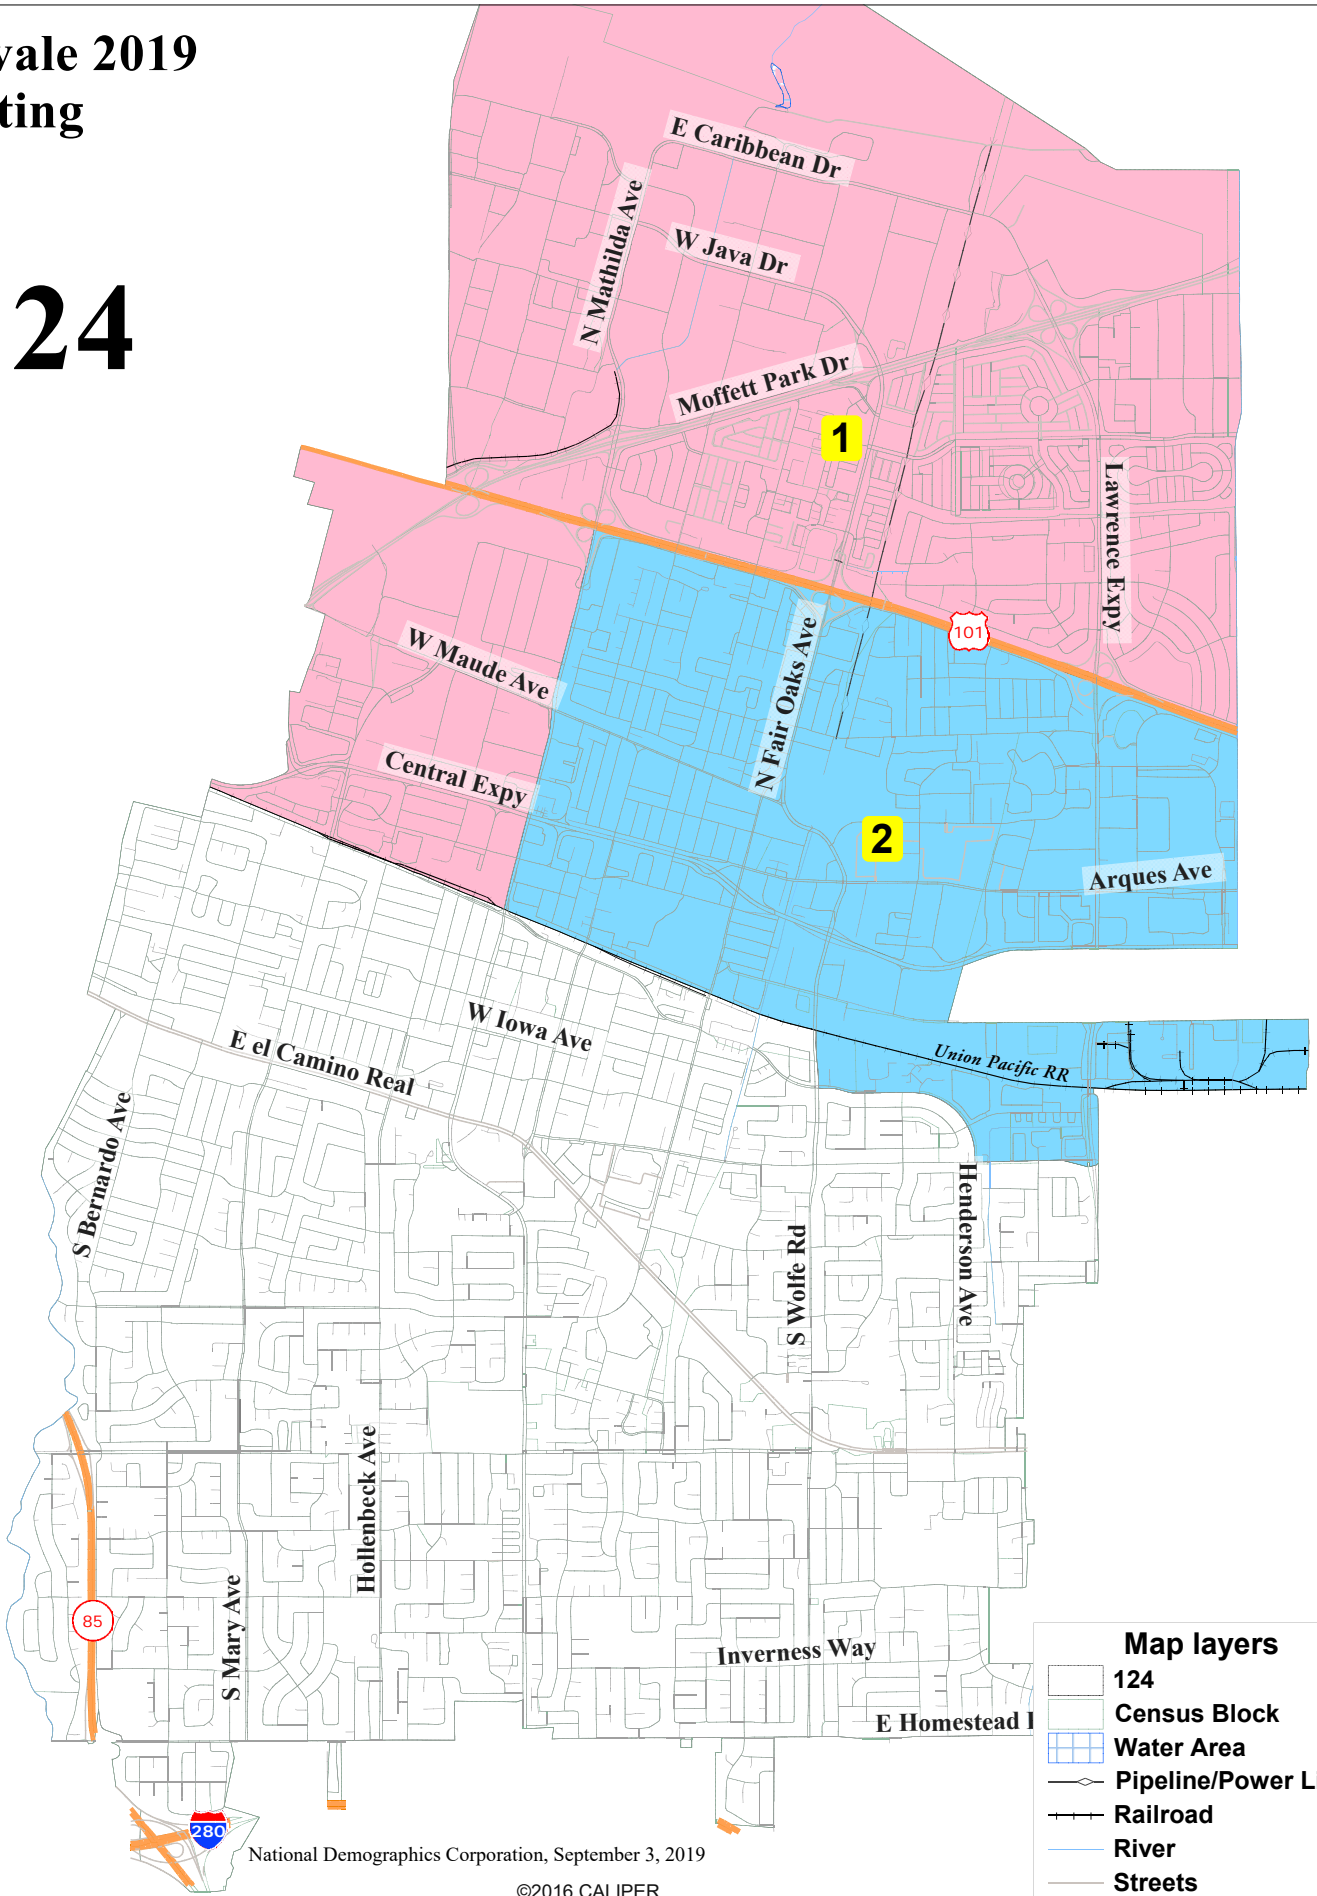 vale 2019
ting
24
E Caribbean Dr
N Mathilda Ave
W Java Dr
Moffett Park Dr
1
Lawrence Expy
101
W Maude Ave
N Fair Oaks Ave
Central Expy
2
Arques Ave
W Iowa Ave
E el Camino Real
Union Pacific RR
S Bernardo Ave
Henderson Ave
S Wolfe Rd
Hollenbeck Ave
S Mary Ave
85
Inverness Way
E Homestead
280
Map layers
124
Census Block
Water Area
Pipeline/Power Li
Railroad
River
Streets
National Demographics Corporation, September 3, 2019
©2016 CALIPER